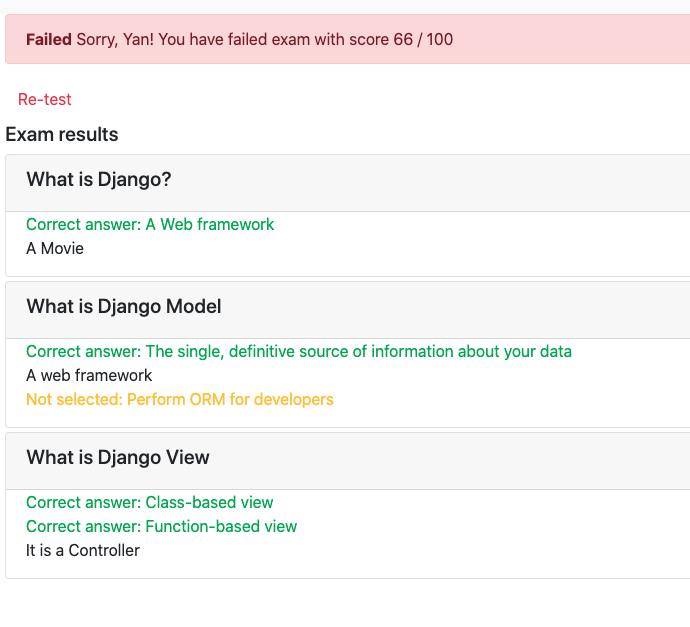 Failed Sorry, Yan! You have failed exam with score 66 / 100
Re-test
Exam results
What is Django?
Correct answer: A Web framework
A Movie
What is Django Model
Correct answer: The single, definitive source of information about your data
A web framework
Not selected: Perform ORM for developers
What is Django View
Correct answer: Class-based view
Correct answer: Function-based view
It is a Controller